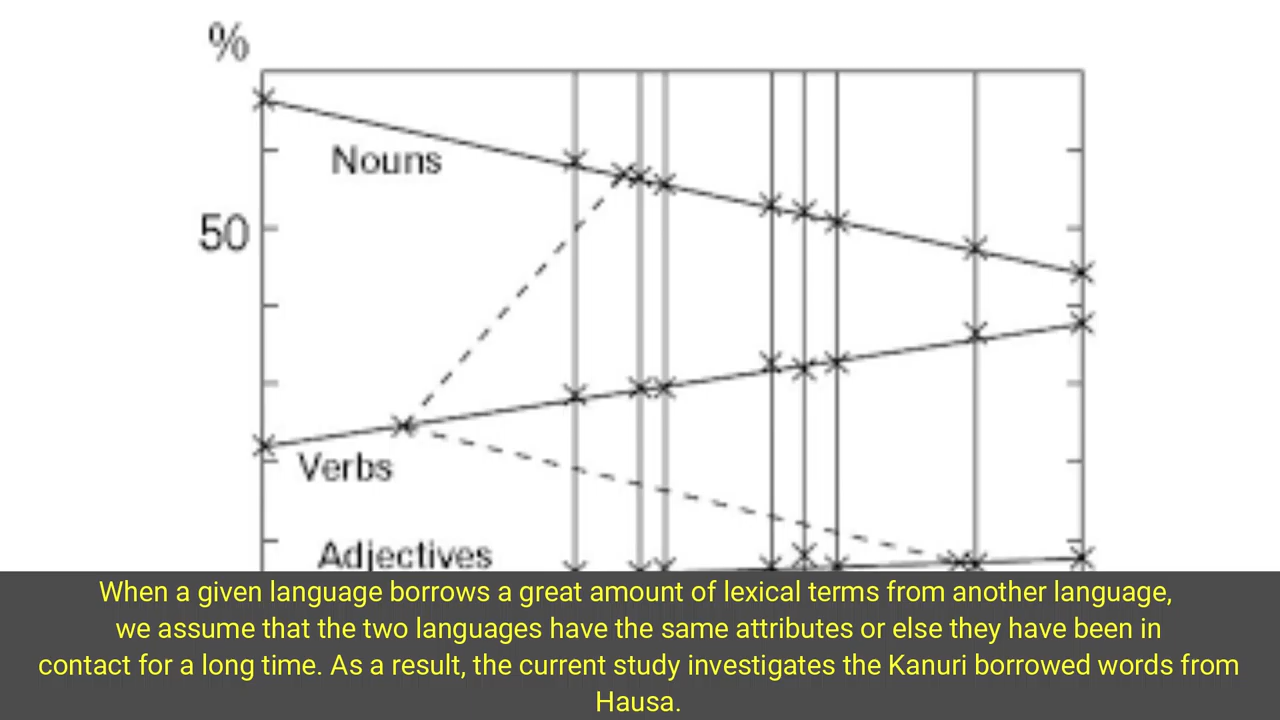 %
Nouns
50
Verbs
Adjectives
When a given language borrows a great amount of lexical terms from another language,
we assume that the two languages have the same attributes or else they have been in
contact for a long time. As a result, the current study investigates the Kanuri borrowed words from
Hausa.